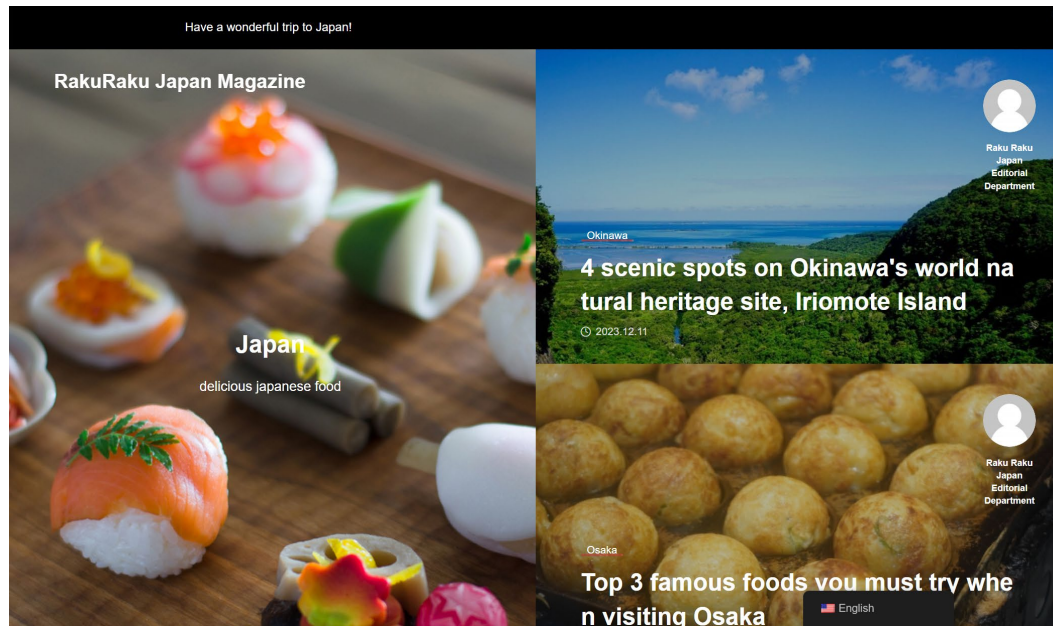 Have a wonderful trip to Japan!
RakuRaku Japan Magazine
Japan
delicious japanese food
Raku Raku
Japan
Editorial
Department
Okinawa
4 scenic spots on Okinawa's world na
tural heritage site, Iriomote Island
2023.12.11
Raku Raku
Japan
Editorial
Department
Osaka
Top 3 famous foods you must try whe
n visiting Osaka
English